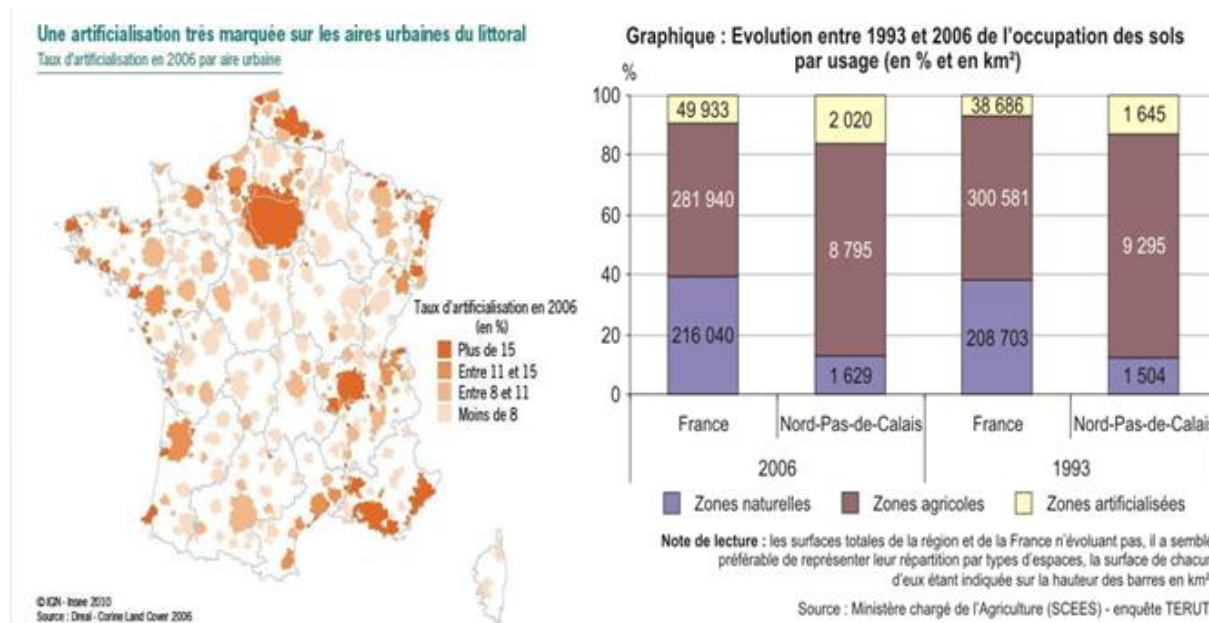 Une artificialisation très marquée sur les aires urbaines du littoral
Taux d'artificialisation en 2006 par aire urbaine
Taux d'artificialisation en 2006
(en %)
Plus de 15
Entre 11 et 15
Entre 8 et 11
Moins de 8
© IGN - Insee 2010
Source : Dreal - Corine Land Cover 2006
Graphique : Evolution entre 1993 et 2006 de l'occupation des sols
par usage (en % et en km²)
%
100
80
60
40
20
0
49 933
2 020
38 686
1 645
281 940
8 795
300 581
9 295
216 040
1 629
208 703
1 504
France
Nord-Pas-de-Calais
France
Nord-Pas-de-Calais
2006
1993
Zones naturelles
Zones agricoles
Zones artificialisées
Note de lecture : les surfaces totales de la région et de la France n'évoluant pas, il a semblé
préférable de représenter leur répartition par types d'espaces, la surface de chacun
d'eux étant indiquée sur la hauteur des barres en km²
Source : Ministère chargé de l'Agriculture (SCEES) - enquête TERUT